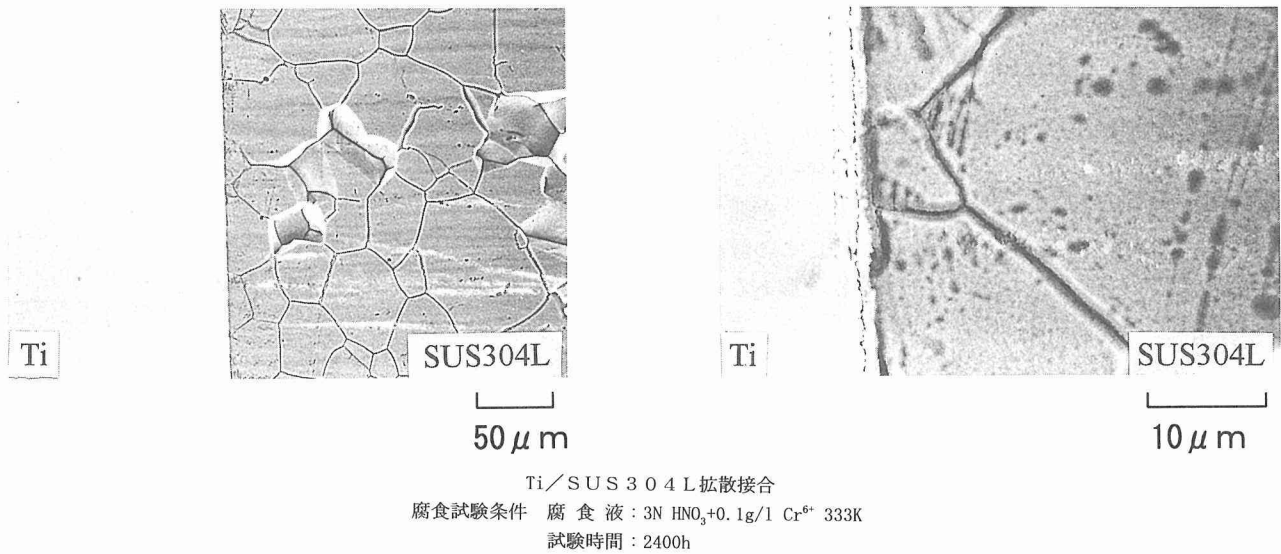 Ti
SUS304L
50μm
Ti
SUS304L
10μm
Ti／ＳＵＳ３０４Ｌ拡散接合
腐食試験条件　腐 食 液：3N HNO₃+0.1g/l Cr⁶⁺ 333K
試験時間：2400h